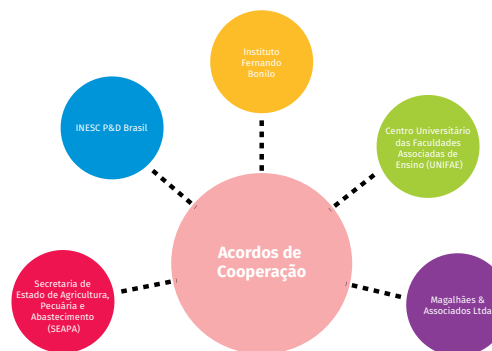 Instituto
Fernando
Bonilo
INESC P&D Brasil
Centro Universitário
das Faculdades
Associadas de
Ensino (UNIFAE)
Acordos de
Cooperação
Secretaria de
Estado de Agricultura,
Pecuária e
Abastecimento
(SEAPA)
Magalhães &
Associados Ltda